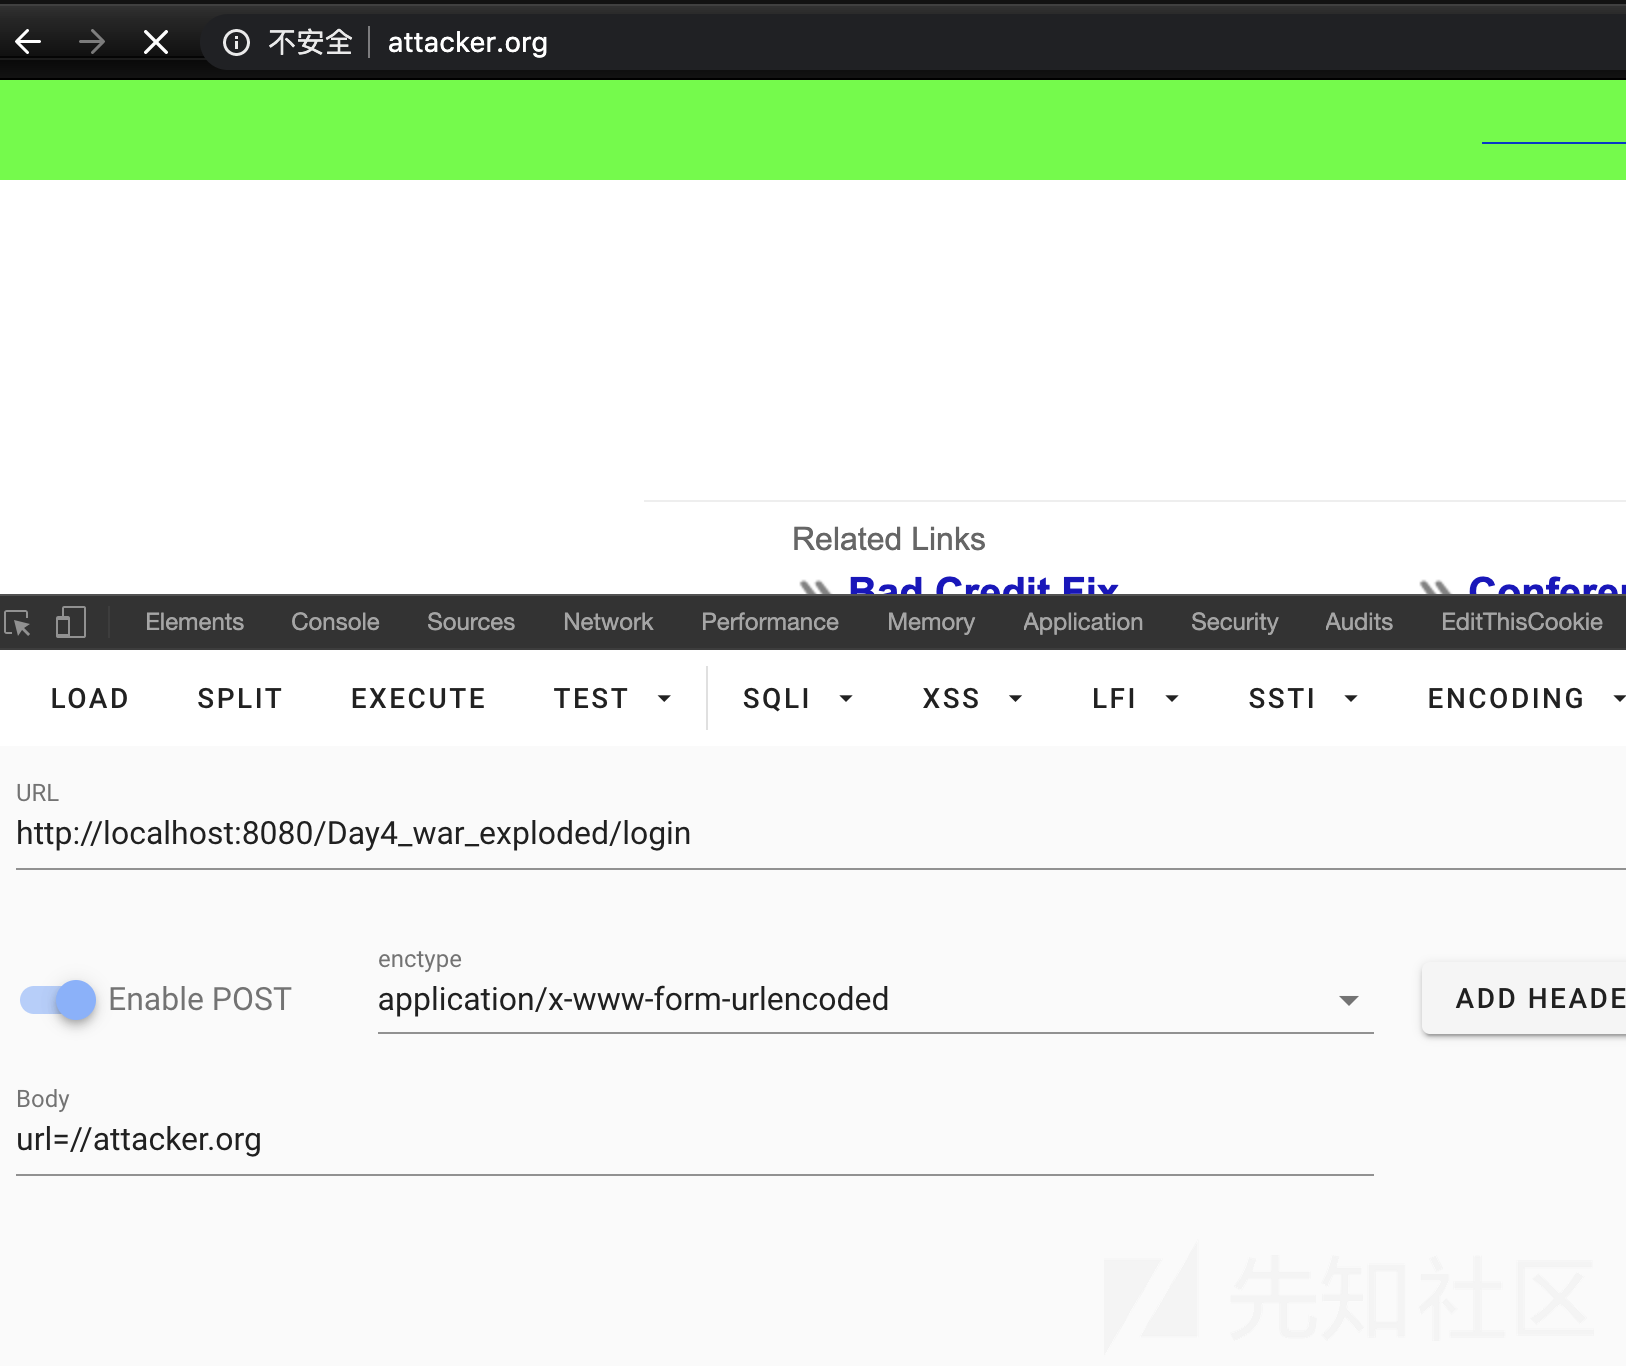 不安全 attacker.org
Related Links
Bad Credit Fix
Elements Console Sources Network Performance Memory Application Security Audits EditThisCookie
LOAD SPLIT EXECUTE TEST SQLI XSS LFI SSTI ENCODING
URL
http://localhost:8080/Day4_war_exploded/login
enctype
Enable POST application/x-www-form-urlencoded ADD HEADE
Body
url=//attacker.org
先知社区